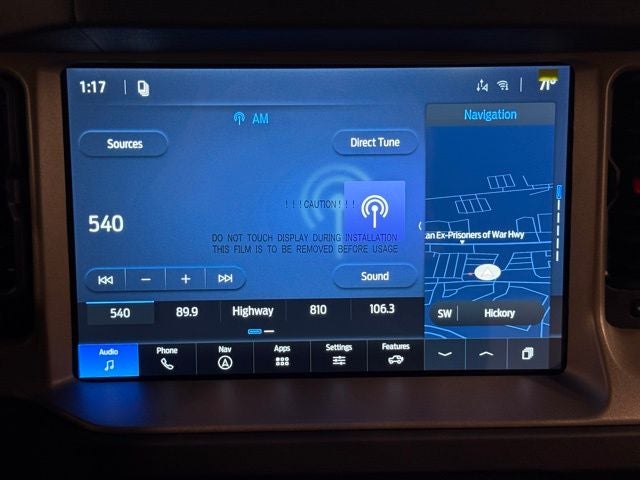 1:17
AM
Navigation
Sources
Direct Tune
! ! !CAUTION! ! !
540
DO NOT TOUCH DISPLAY DURING INSTALLATION
THIS FILM IS TO BE REMOVED BEFORE USAGE
an Ex-Prisoners of War Hwy
Sound
540 89.9 Highway 810 106.3
SW Hickory
Audio Phone Nav Apps Settings Features